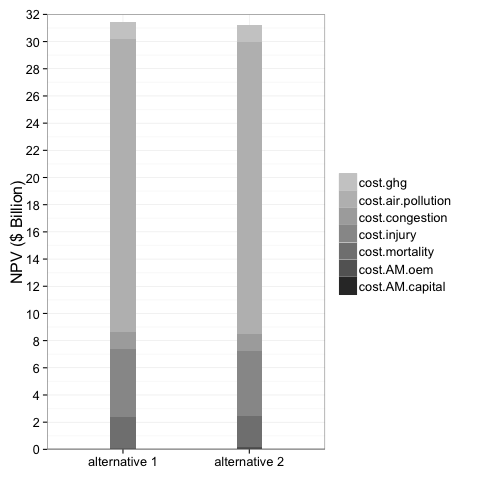 NPV ($ Billion)
32
30
28
26
24
22
20
18
16
14
12
10
8
6
4
2
0
alternative 1
alternative 2
cost.ghg
cost.air.pollution
cost.congestion
cost.injury
cost.mortality
cost.AM.oem
cost.AM.capital